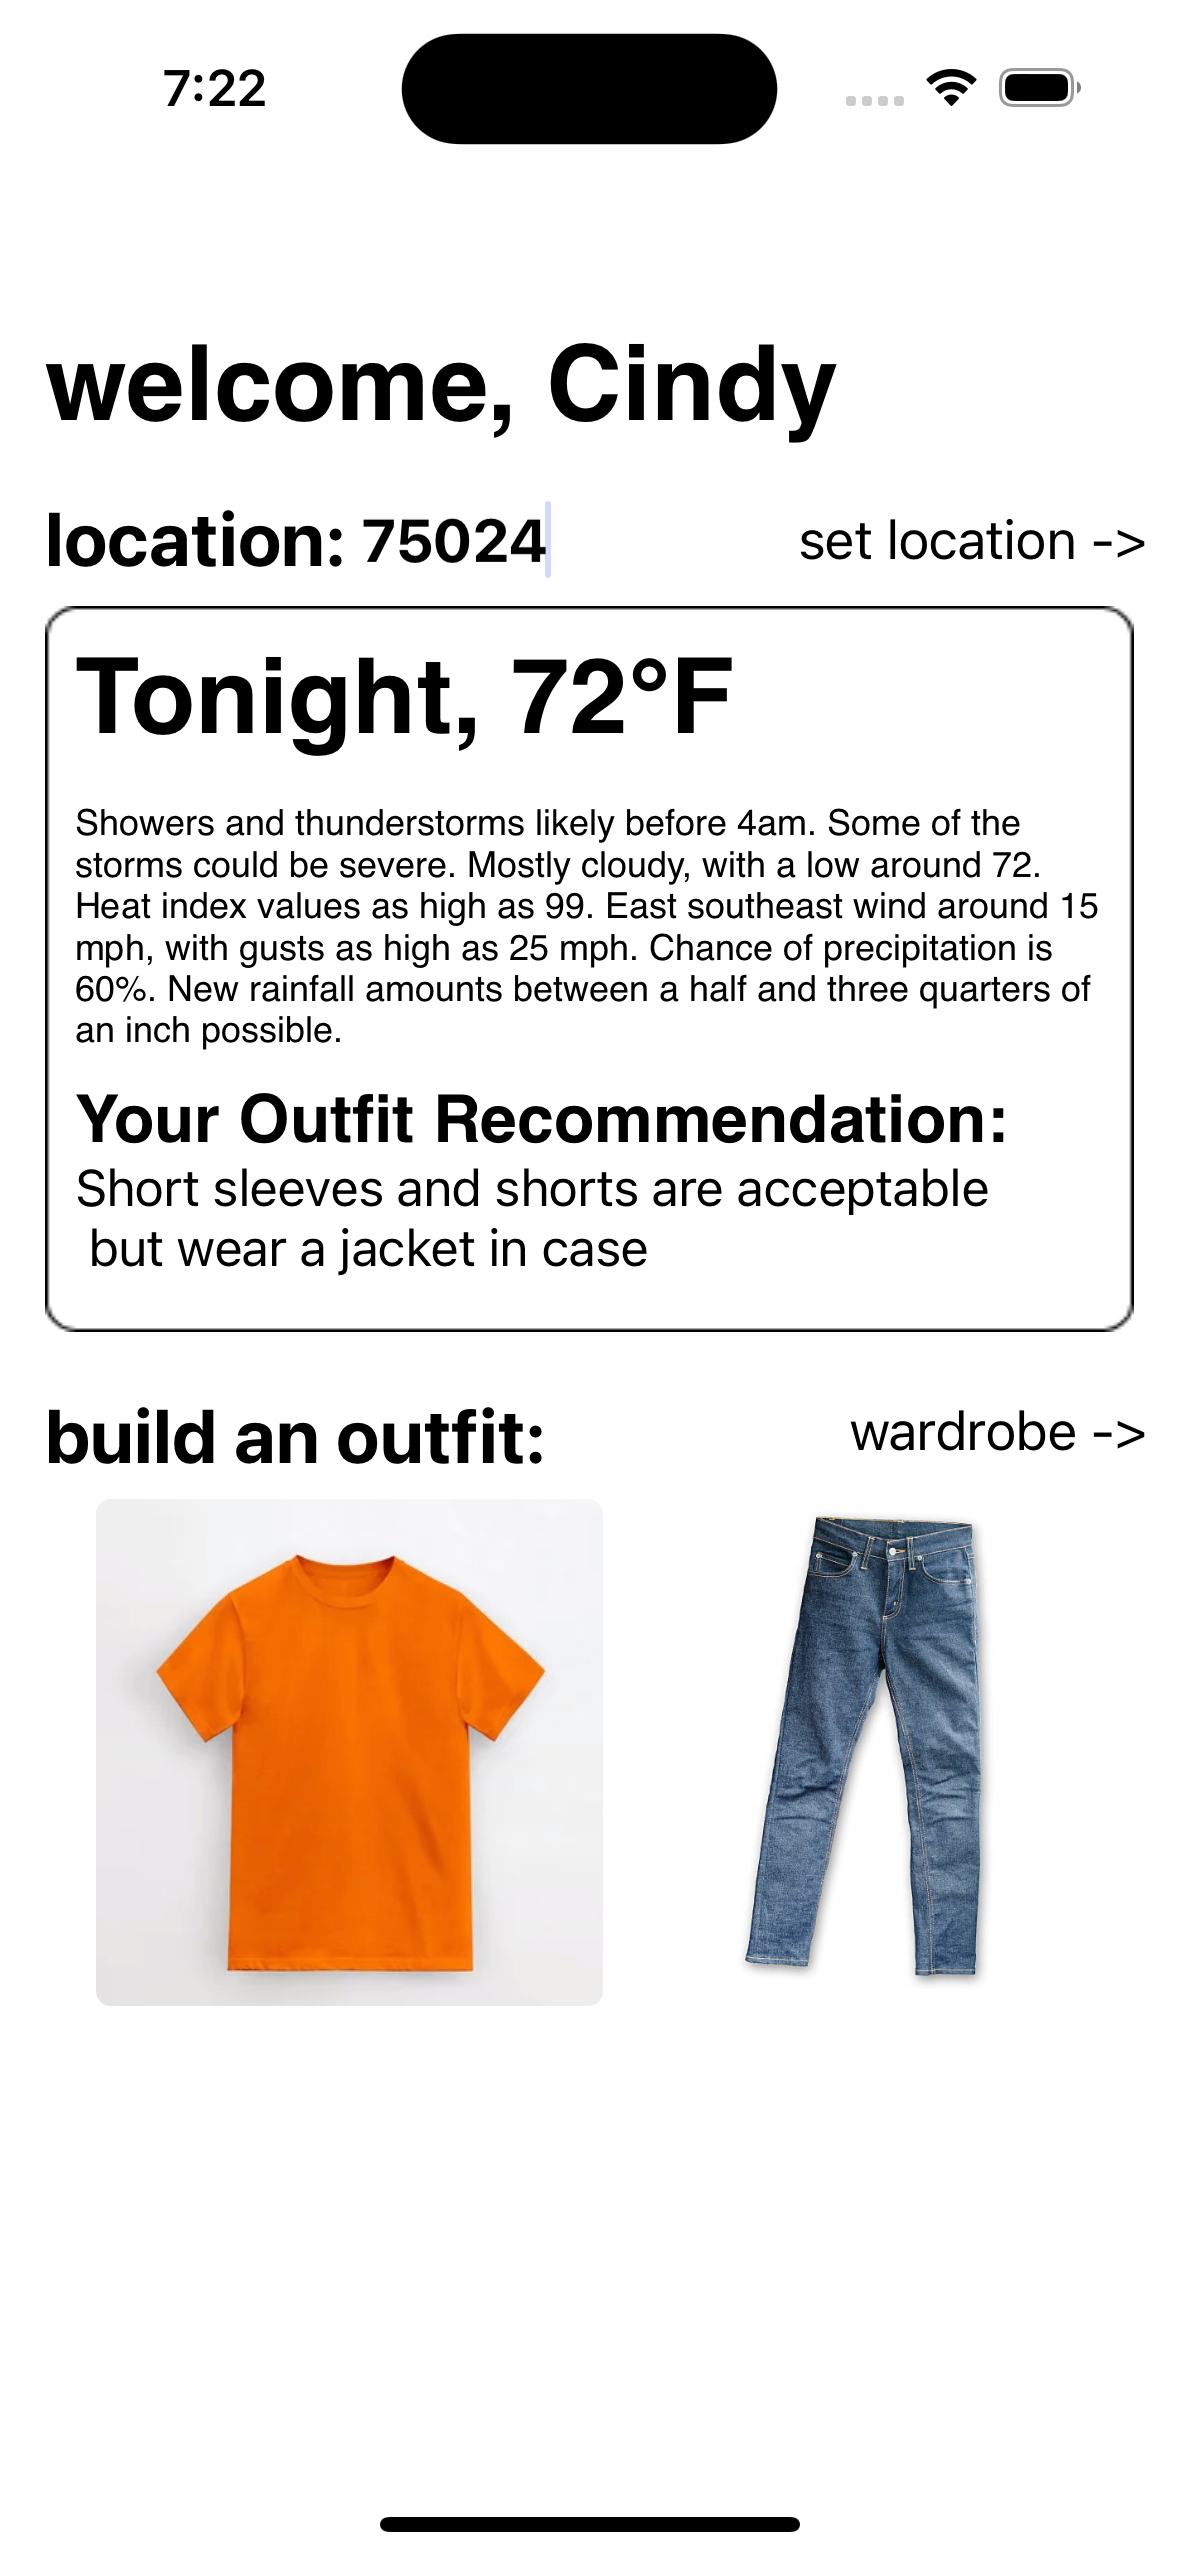 7:22
welcome, Cindy
location: 75024
set location ->
Tonight, 72°F
Showers and thunderstorms likely before 4am. Some of the
storms could be severe. Mostly cloudy, with a low around 72.
Heat index values as high as 99. East southeast wind around 15
mph, with gusts as high as 25 mph. Chance of precipitation is
60%. New rainfall amounts between a half and three quarters of
an inch possible.
Your Outfit Recommendation:
Short sleeves and shorts are acceptable
but wear a jacket in case
build an outfit:
wardrobe ->